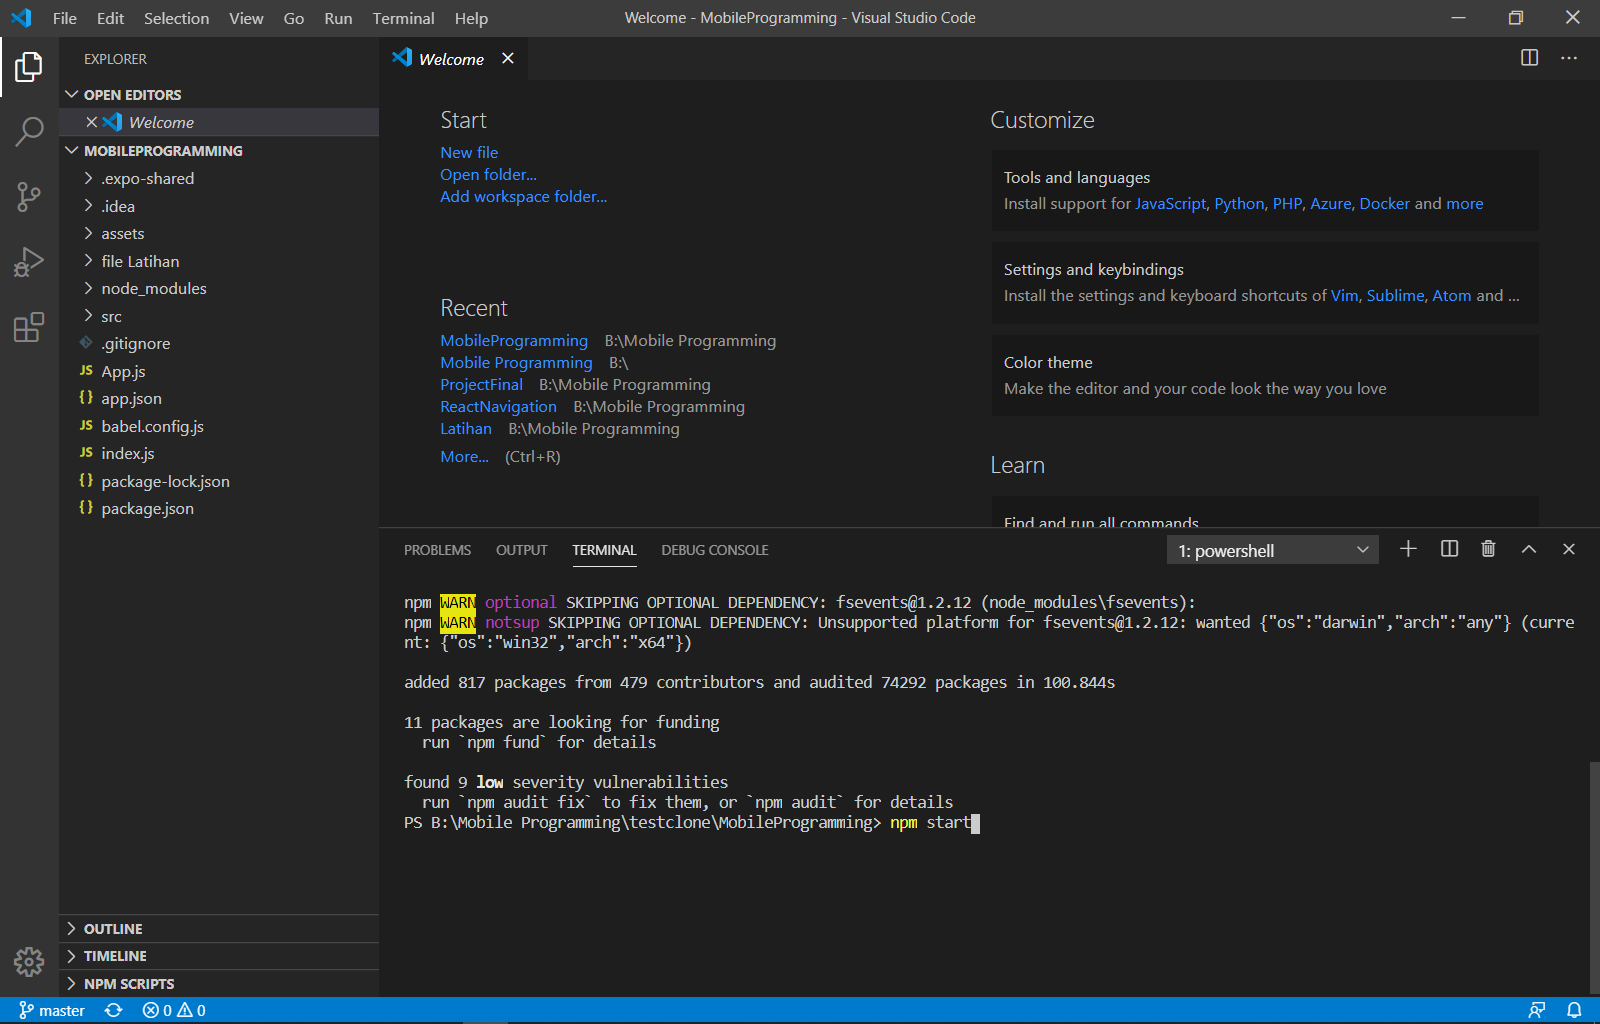 File Edit Selection View Go Run Terminal Help
Welcome - MobileProgramming - Visual Studio Code
EXPLORER
OPEN EDITORS
Welcome
MOBILEPROGRAMMING
.expo-shared
.idea
assets
file Latihan
node_modules
src
.gitignore
JS App.js
{} app.json
JS babel.config.js
JS index.js
{} package-lock.json
{} package.json
OUTLINE
TIMELINE
NPM SCRIPTS
Welcome
Start
New file
Open folder...
Add workspace folder...
Recent
MobileProgramming B:\Mobile Programming
Mobile Programming B:\
ProjectFinal B:\Mobile Programming
ReactNavigation B:\Mobile Programming
Latihan B:\Mobile Programming
More... (Ctrl+R)
Customize
Tools and languages
Install support for JavaScript, Python, PHP, Azure, Docker and more
Settings and keybindings
Install the settings and keyboard shortcuts of Vim, Sublime, Atom and ...
Color theme
Make the editor and your code look the way you love
Learn
Find and run all commands
PROBLEMS OUTPUT TERMINAL DEBUG CONSOLE
1: powershell
npm WARN optional SKIPPING OPTIONAL DEPENDENCY: fsevents@1.2.12 (node_modules\fsevents):
npm WARN notsup SKIPPING OPTIONAL DEPENDENCY: Unsupported platform for fsevents@1.2.12: wanted {"os":"darwin","arch":"any"} (curre
nt: {"os":"win32","arch":"x64"})
added 817 packages from 479 contributors and audited 74292 packages in 100.844s
11 packages are looking for funding
run `npm fund` for details
found 9 low severity vulnerabilities
run `npm audit fix` to fix them, or `npm audit` for details
PS B:\Mobile Programming\testclone\MobileProgramming> npm start
master 0 0